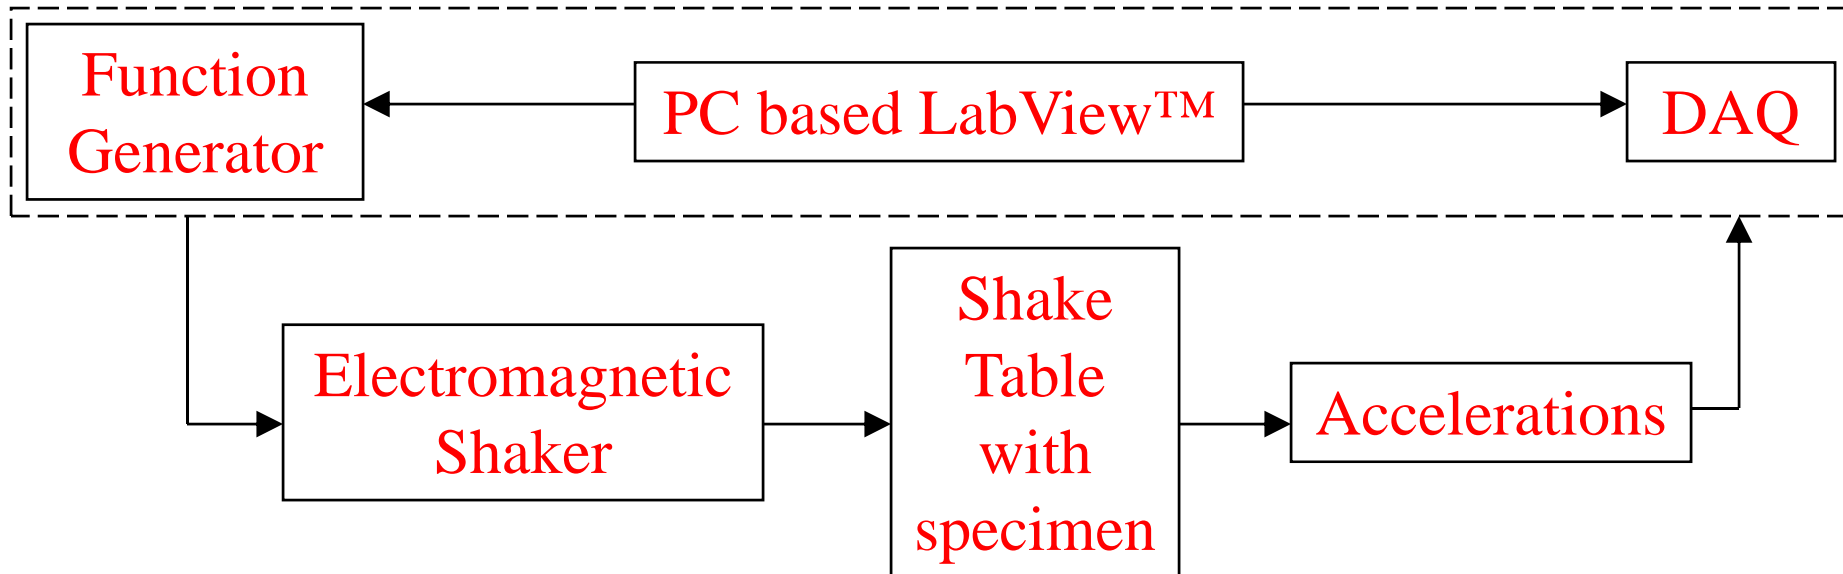 Function
Generator
PC based LabView™
DAQ
Electromagnetic
Shaker
Shake
Table
with
specimen
Accelerations